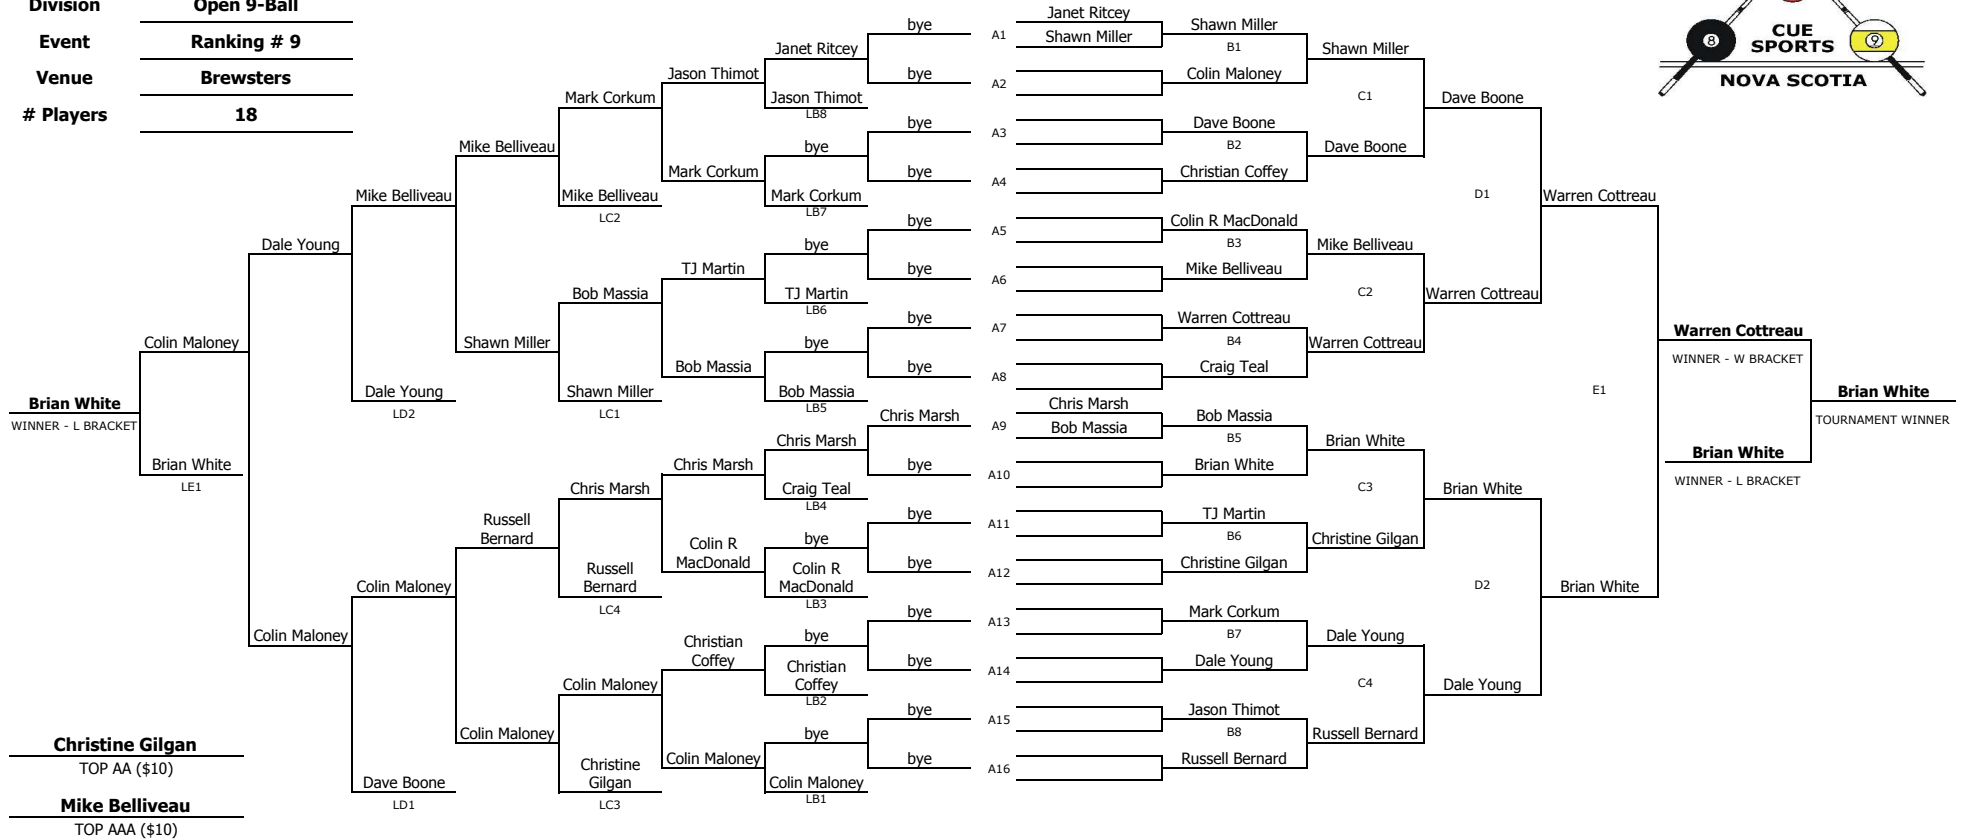 Division Open 9-Ball
Event Ranking # 9
Venue Brewsters
# Players 18
8
9
CUE
SPORTS
NOVA SCOTIA
Brian White
WINNER - L BRACKET
Colin Maloney
Brian White
LE1
Dale Young
Colin Maloney
Mike Belliveau
Dale Young
LD2
Colin Maloney
Dave Boone
LD1
Mike Belliveau
Shawn Miller
Russell
Bernard
Colin Maloney
Mark Corkum
Mike Belliveau
LC2
Bob Massia
Shawn Miller
LC1
Chris Marsh
Russell
Bernard
LC4
Colin Maloney
Christine
Gilgan
LC3
Jason Thimot
Mark Corkum
TJ Martin
Bob Massia
Chris Marsh
Colin R
MacDonald
Christian
Coffey
Colin Maloney
Janet Ritcey
Jason Thimot
LB8
bye
Mark Corkum
LB7
bye
TJ Martin
LB6
bye
Bob Massia
LB5
Chris Marsh
Craig Teal
LB4
bye
Colin R
MacDonald
LB3
bye
Christian
Coffey
LB2
bye
Colin Maloney
LB1
bye
bye
bye
bye
bye
bye
bye
bye
Chris Marsh
bye
bye
bye
bye
bye
bye
bye
A1
A2
A3
A4
A5
A6
A7
A8
A9
A10
A11
A12
A13
A14
A15
A16
Janet Ritcey
Shawn Miller
Chris Marsh
Bob Massia
Shawn Miller
B1
Colin Maloney
Dave Boone
B2
Christian Coffey
Colin R MacDonald
B3
Mike Belliveau
Warren Cottreau
B4
Craig Teal
Bob Massia
B5
Brian White
TJ Martin
B6
Christine Gilgan
Mark Corkum
B7
Dale Young
Jason Thimot
B8
Russell Bernard
Shawn Miller
C1
Dave Boone
Mike Belliveau
C2
Warren Cottreau
Brian White
C3
Christine Gilgan
Dale Young
C4
Russell Bernard
Dave Boone
D1
Warren Cottreau
Brian White
D2
Dale Young
Warren Cottreau
E1
Brian White
Warren Cottreau
WINNER - W BRACKET
Brian White
WINNER - L BRACKET
Brian White
TOURNAMENT WINNER
Christine Gilgan
TOP AA ($10)
Mike Belliveau
TOP AAA ($10)